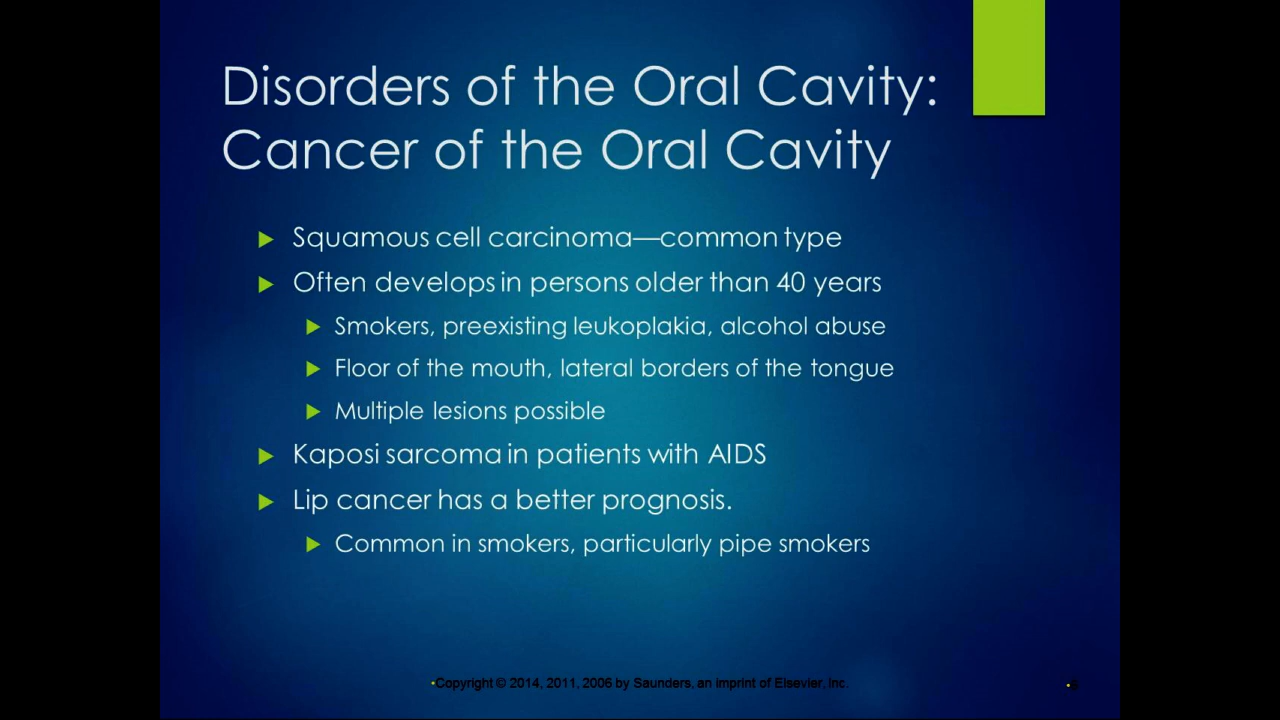 Disorders of the Oral Cavity:
Cancer of the Oral Cavity
Squamous cell carcinoma—common type
Often develops in persons older than 40 years
Smokers, preexisting leukoplakia, alcohol abuse
Floor of the mouth, lateral borders of the tongue
Multiple lesions possible
Kaposi sarcoma in patients with AIDS
Lip cancer has a better prognosis.
Common in smokers, particularly pipe smokers
•Copyright © 2014, 2011, 2006 by Saunders, an imprint of Elsevier, Inc.